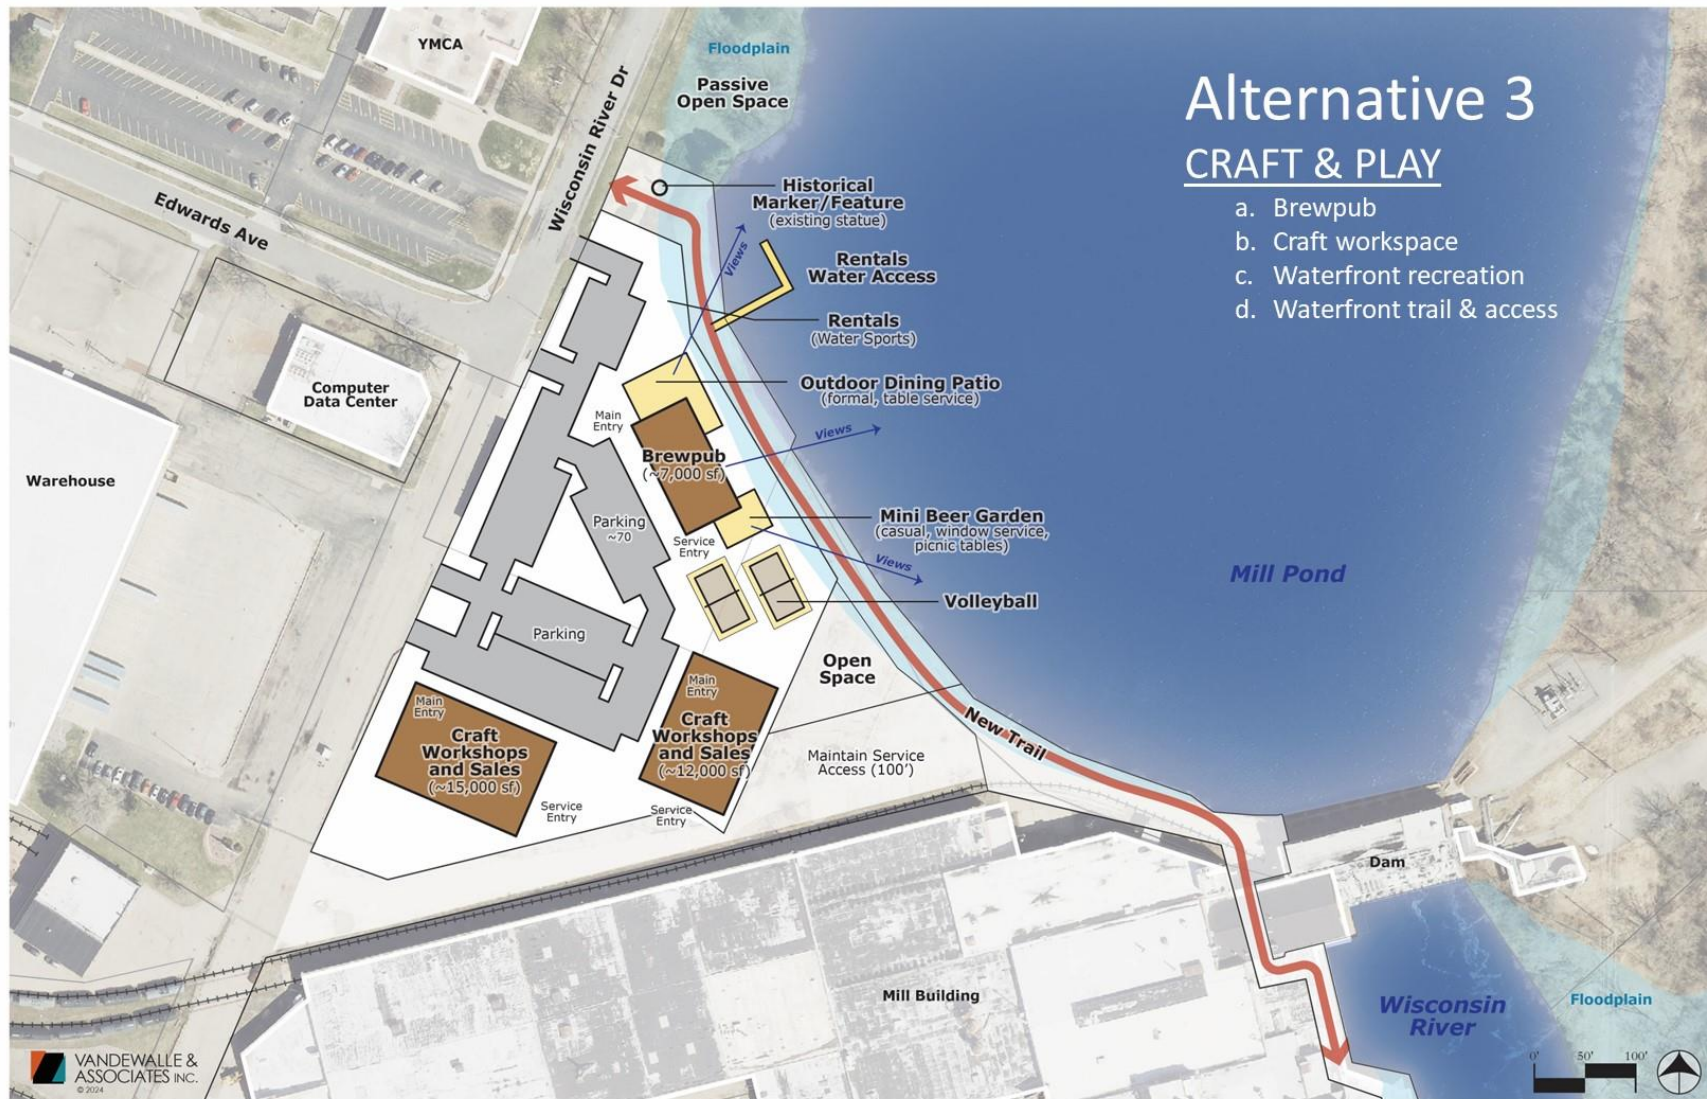 YMCA
Floodplain
Passive
Open Space
Wisconsin River Dr
Edwards Ave
Alternative 3
CRAFT & PLAY
a. Brewpub
b. Craft workspace
c. Waterfront recreation
d. Waterfront trail & access
Historical
Marker/Feature
(existing statue)
Views
Rentals
Water Access
Rentals
(Water Sports)
Computer
Data Center
Outdoor Dining Patio
(formal, table service)
Main
Entry
Views
Brewpub
(~7,000 sf)
Warehouse
Parking
~70
Mini Beer Garden
(casual, window service,
picnic tables)
Service
Entry
Views
Mill Pond
Volleyball
Parking
Open
Space
Main
Entry
Craft
Workshops
and Sales
(~15,000 sf)
Main
Entry
Craft
Workshops
and Sales
(~12,000 sf)
New Trail
Maintain Service
Access (100')
Service
Entry
Service
Entry
Dam
Mill Building
Wisconsin
River
Floodplain
VANDEWALLE &
ASSOCIATES INC.
© 2024
0' 50' 100'